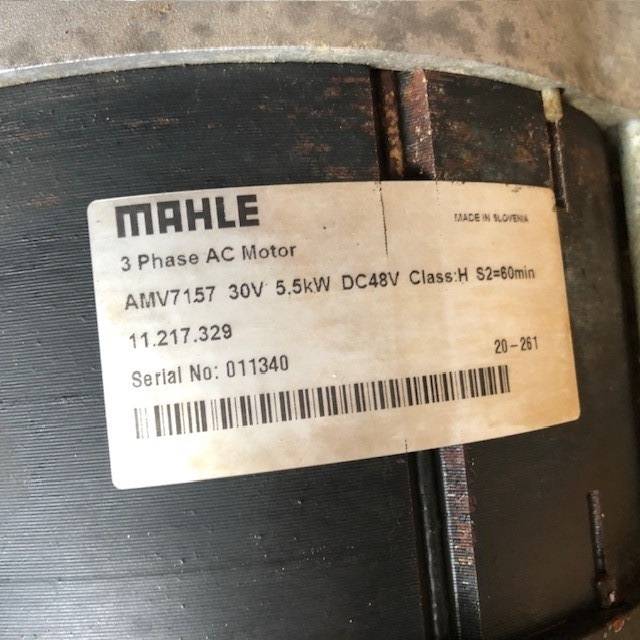 MAHLE
MADE IN SLOVENIA
3 Phase AC Motor
AMV7157 30V 5.5kW DC48V Class:H S2=60min
11.217.329
20-261
Serial No: 011340